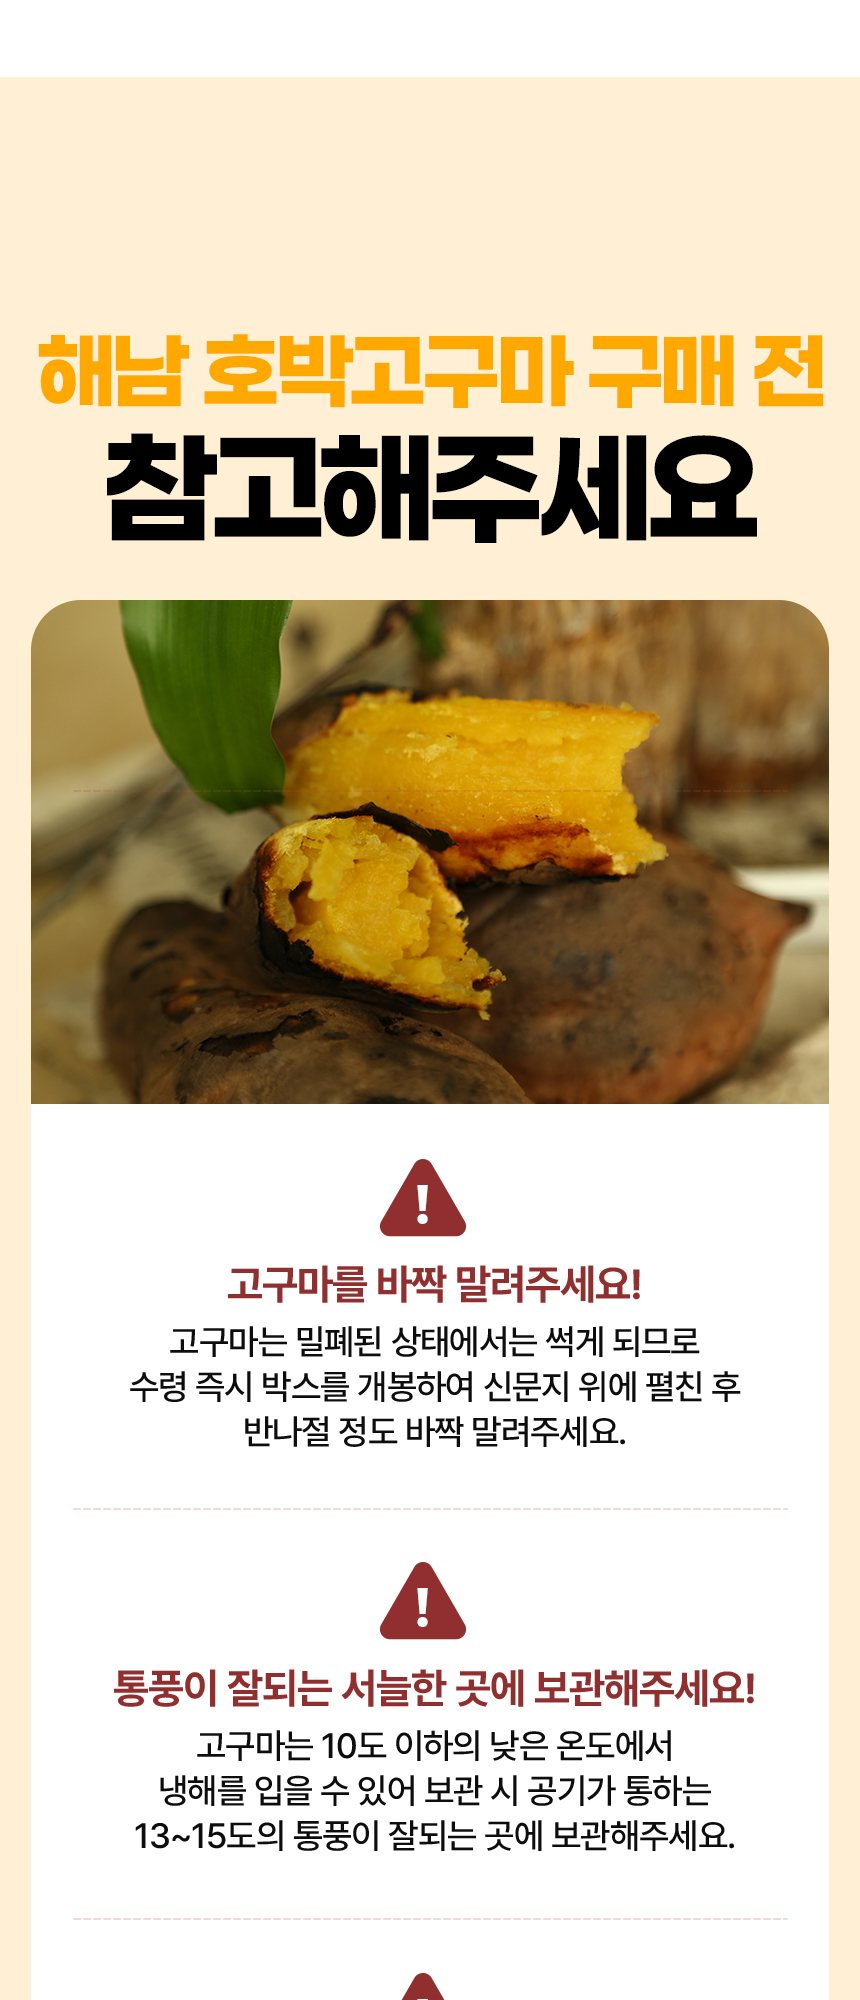 해남 호박고구마 구매 전
참고해주세요
고구마를 바짝 말려주세요!
고구마는 밀폐된 상태에서는 썩게 되므로
수령 즉시 박스를 개봉하여 신문지 위에 펼친 후
반나절 정도 바짝 말려주세요.
통풍이 잘되는 서늘한 곳에 보관해주세요!
고구마는 10도 이하의 낮은 온도에서
냉해를 입을 수 있어 보관 시 공기가 통하는
13~15도의 통풍이 잘되는 곳에 보관해주세요.